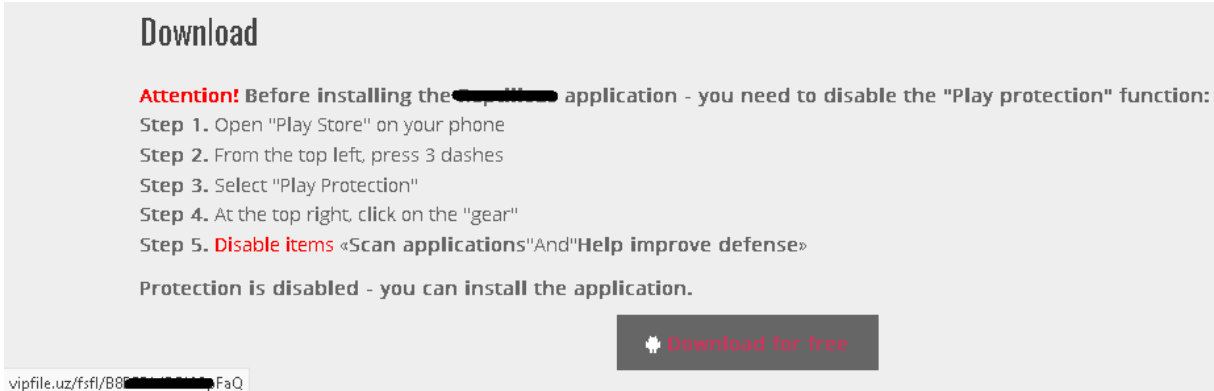 Download
Attention! Before installing the application - you need to disable the "Play protection" function:
Step 1. Open "Play Store" on your phone
Step 2. From the top left, press 3 dashes
Step 3. Select "Play Protection"
Step 4. At the top right, click on the "gear"
Step 5. Disable items «Scan applications"And"Help improve defense»
Protection is disabled - you can install the application.
Download for free
vipfile.uz/fsfl/B8 FaQ